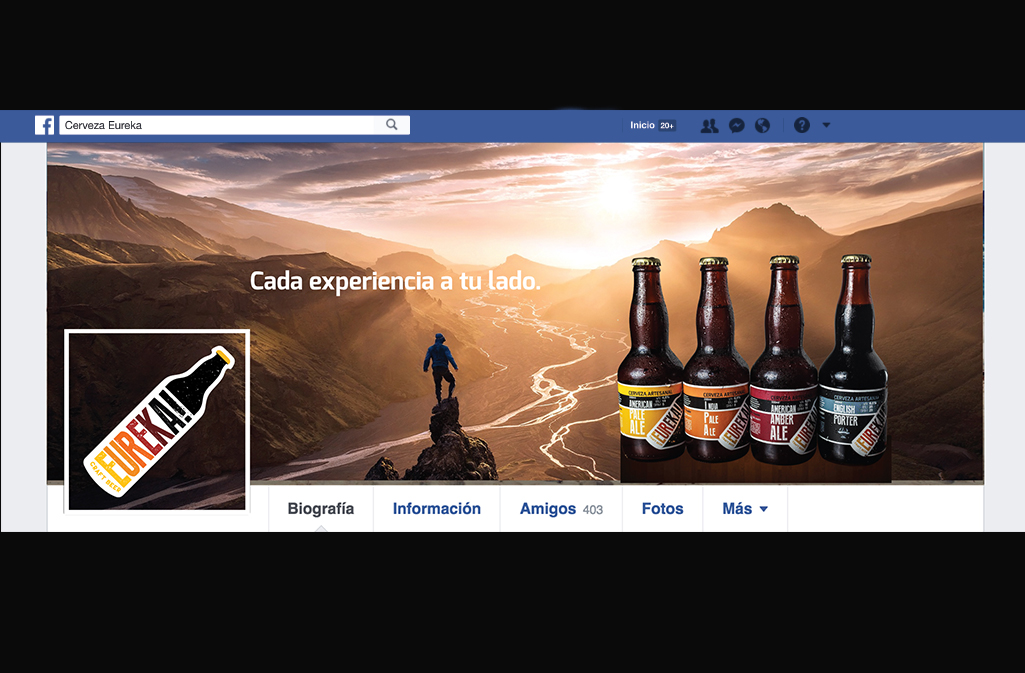 f Cerveza Eureka
Inicio 20+
?
Cada experiencia a tu lado.
EUREKA!
CRAFT BEER
CERVEZA ARTESANAL
AMERICAN
PALE
ALE
EUREKA!
CERVEZA ARTESANAL
INDIA
PALE
ALE
EUREKA!
CERVEZA ARTESANAL
AMERICAN
AMBER
ALE
EUREKA!
CERVEZA ARTESANAL
ENGLISH
PORTER
EUREKA!
Biografía
Información
Amigos 403
Fotos
Más